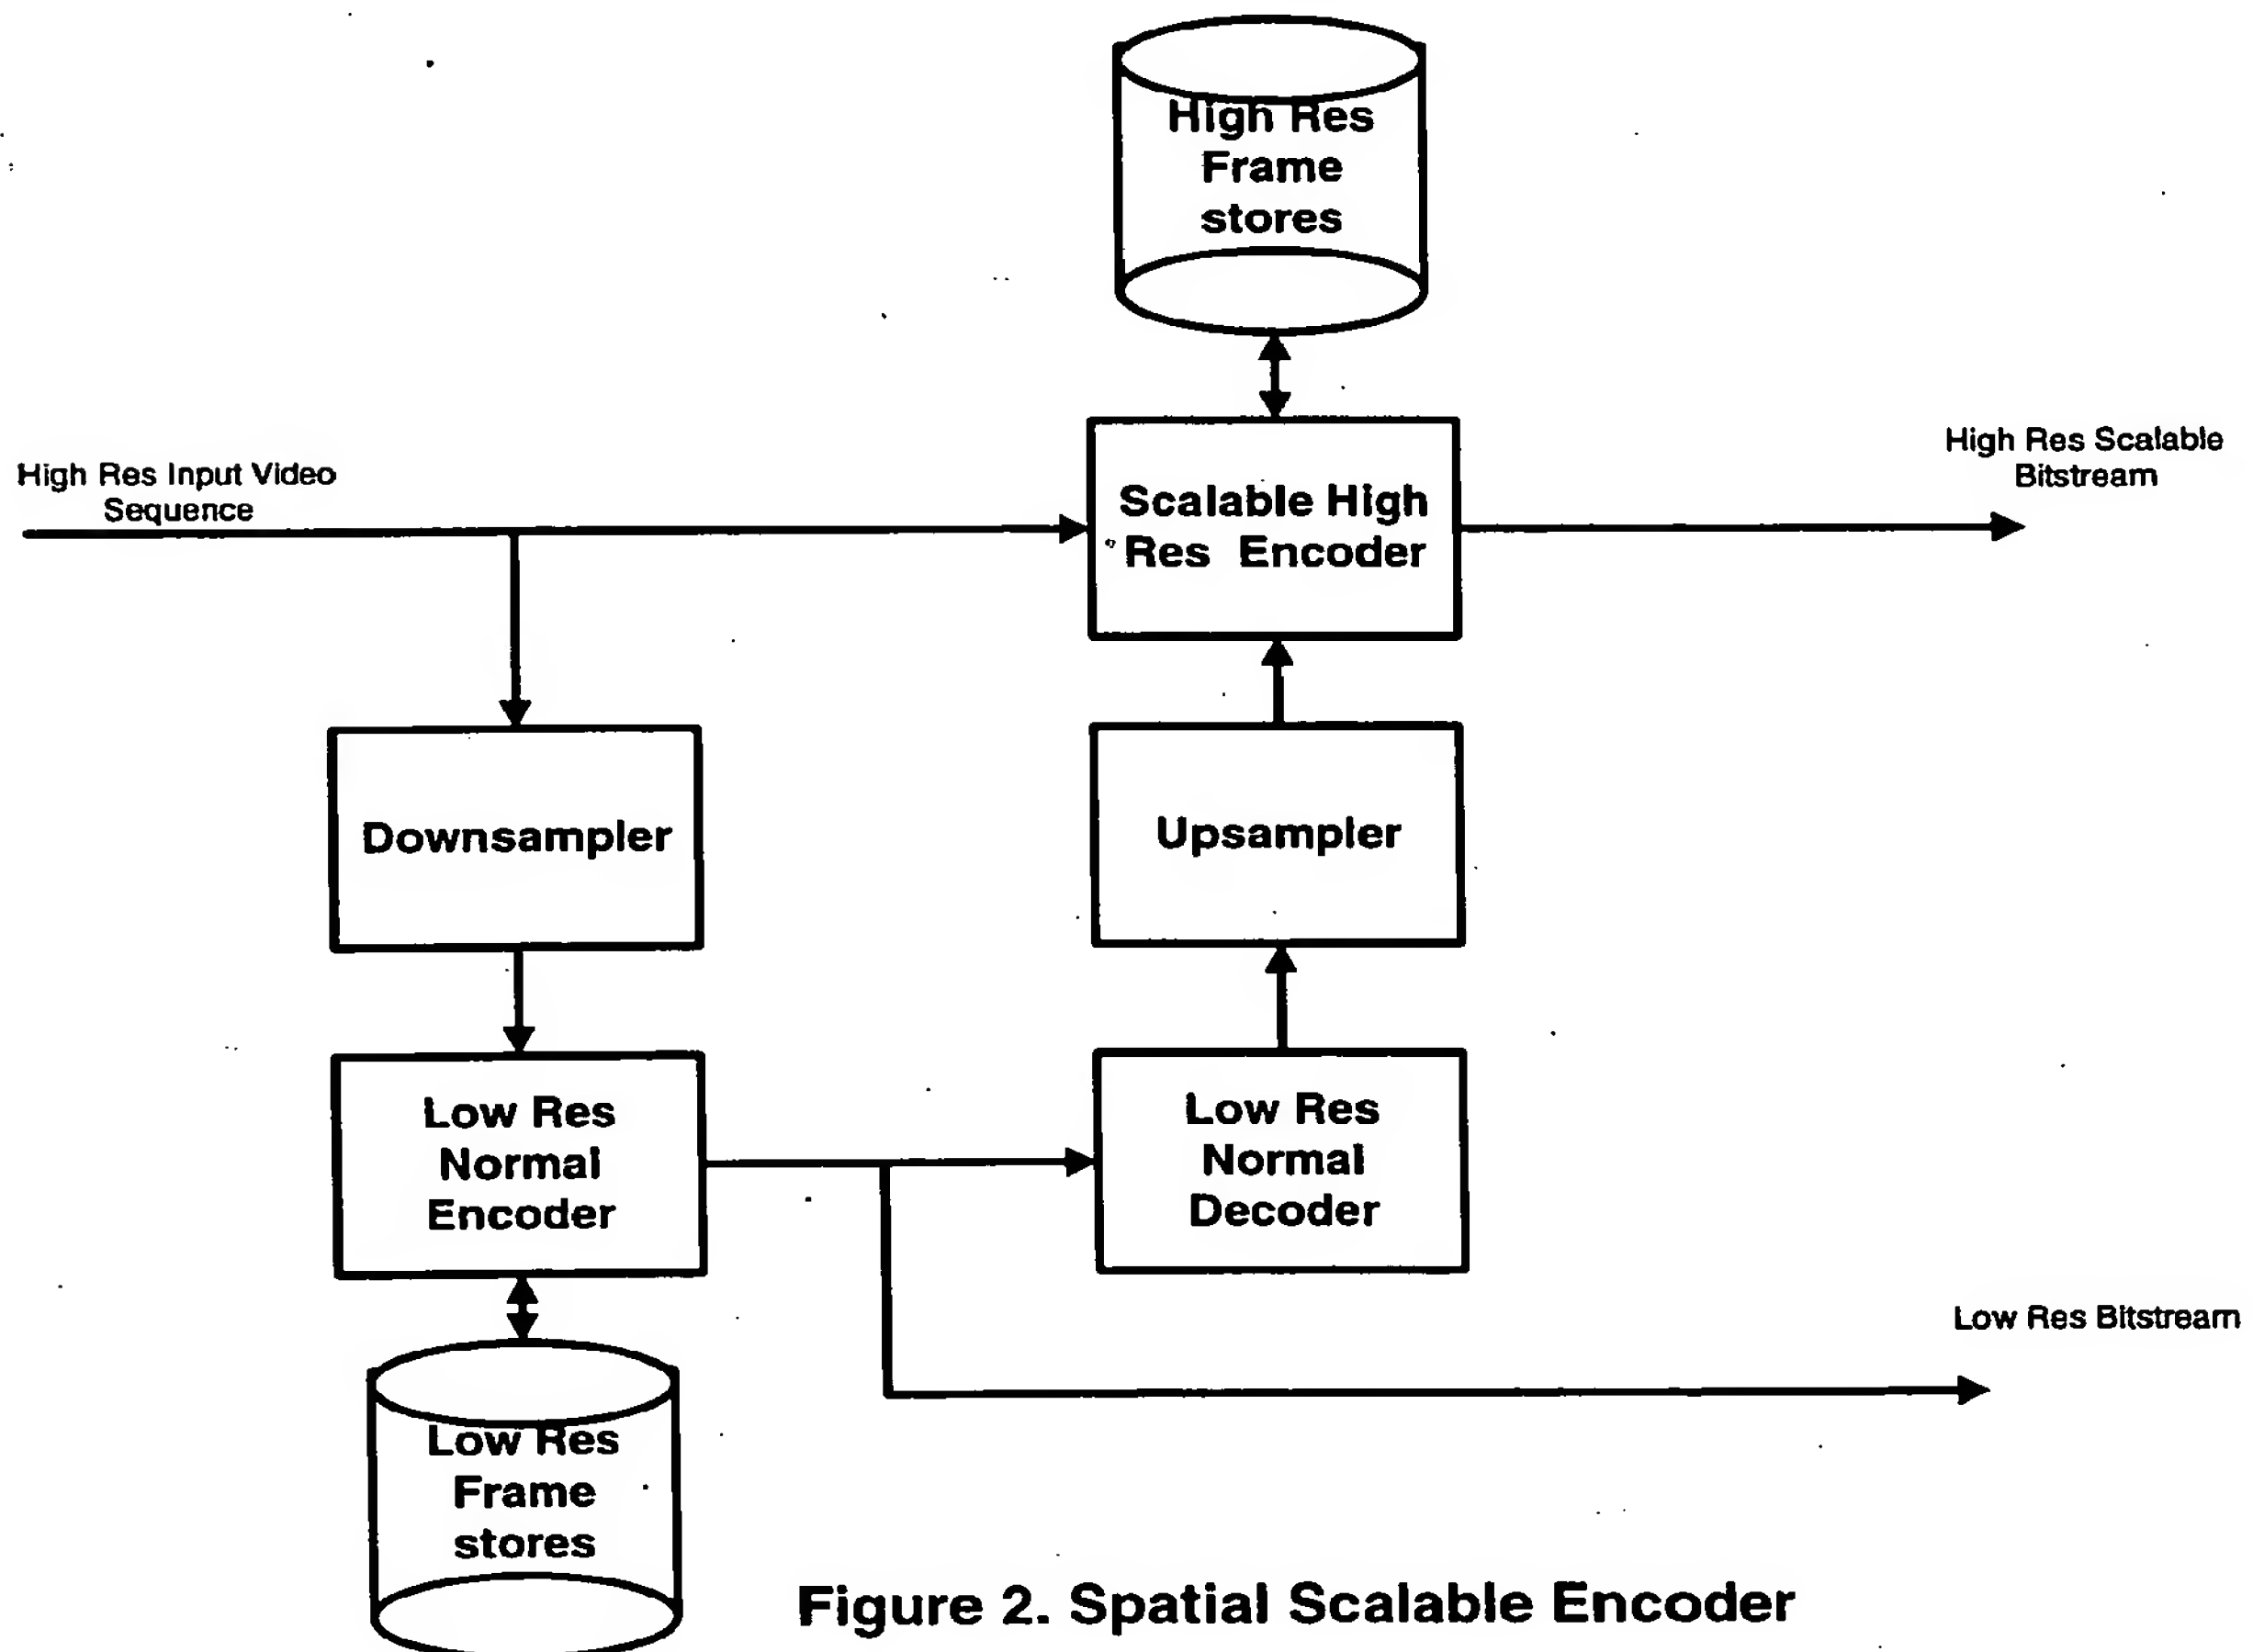 High Res
Frame
stores
High Res Input Video
Sequence
Scalable High
Res Encoder
High Res Scalable
Bitstream
Downsampler
Upsampler
Low Res
Normal
Encoder
Low Res
Normal
Decoder
Low Res Bitstream
Low Res
Frame
stores
Figure 2. Spatial Scalable Encoder